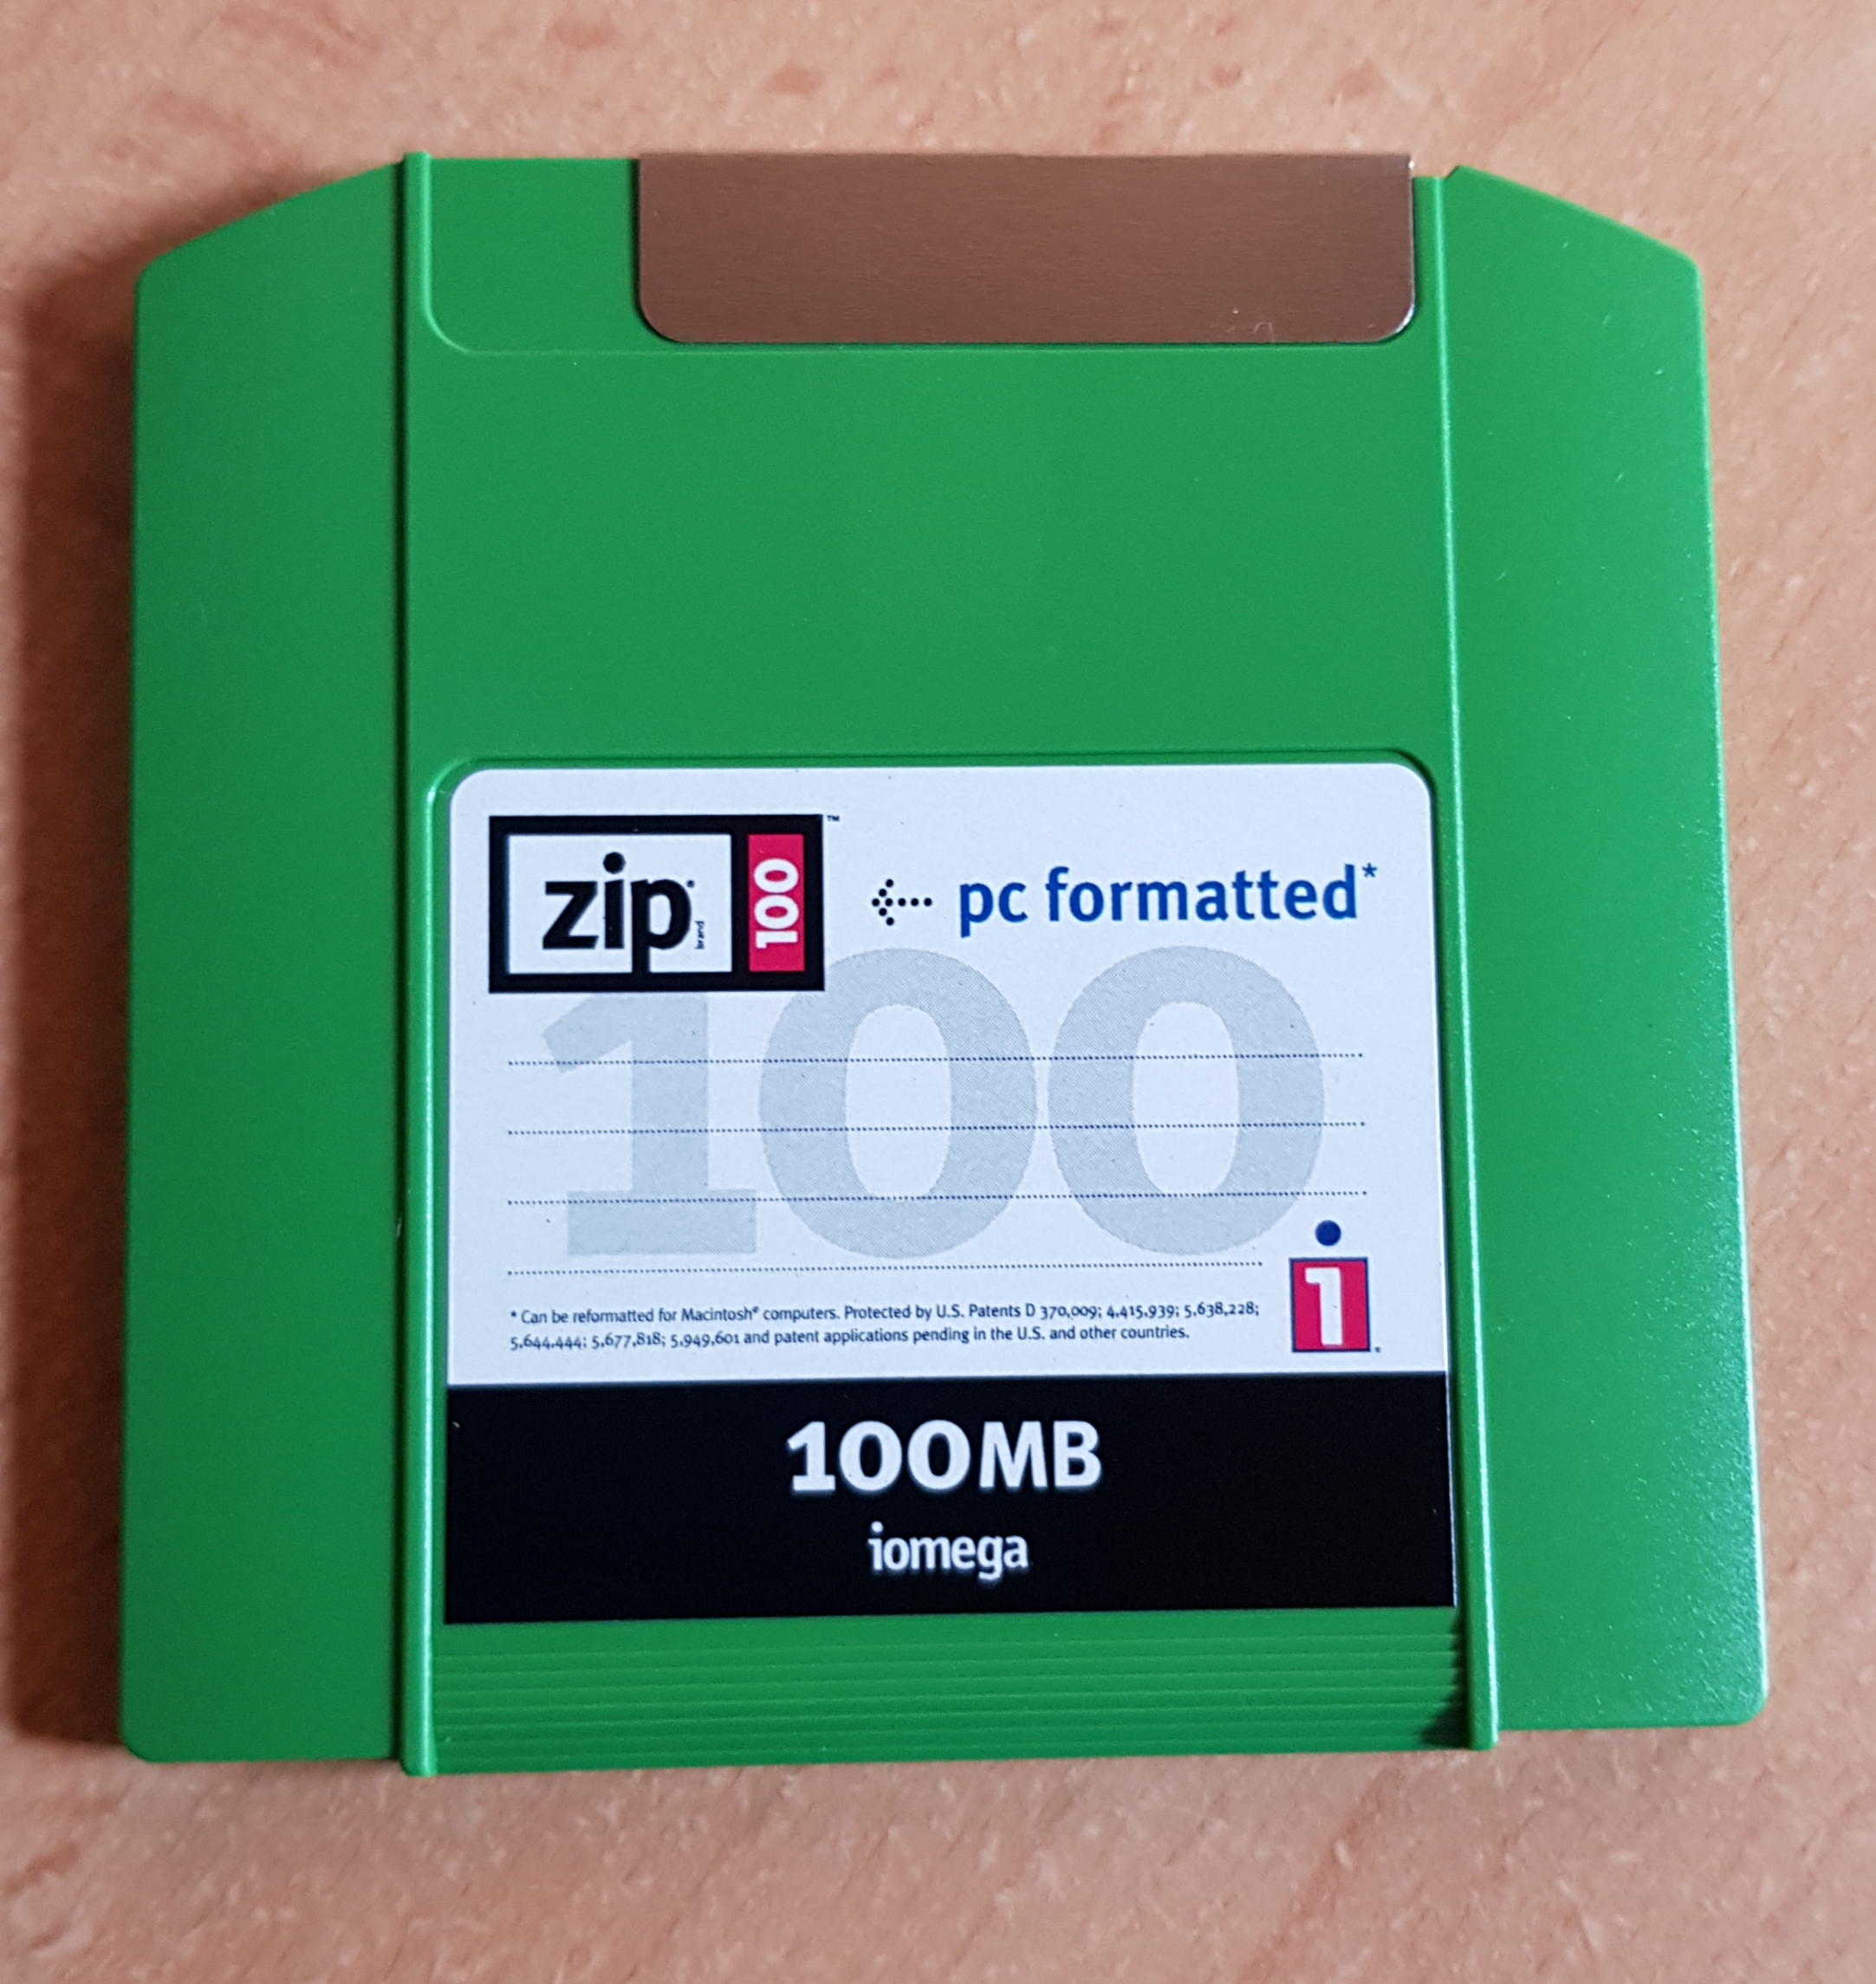 zip® brand 100™
pc formatted*
100
* Can be reformatted for Macintosh® computers. Protected by U.S. Patents D 370,009; 4,415,939; 5,638,228;
5,644,444; 5,677,818; 5,949,601 and patent applications pending in the U.S. and other countries.
i®
100MB
iomega